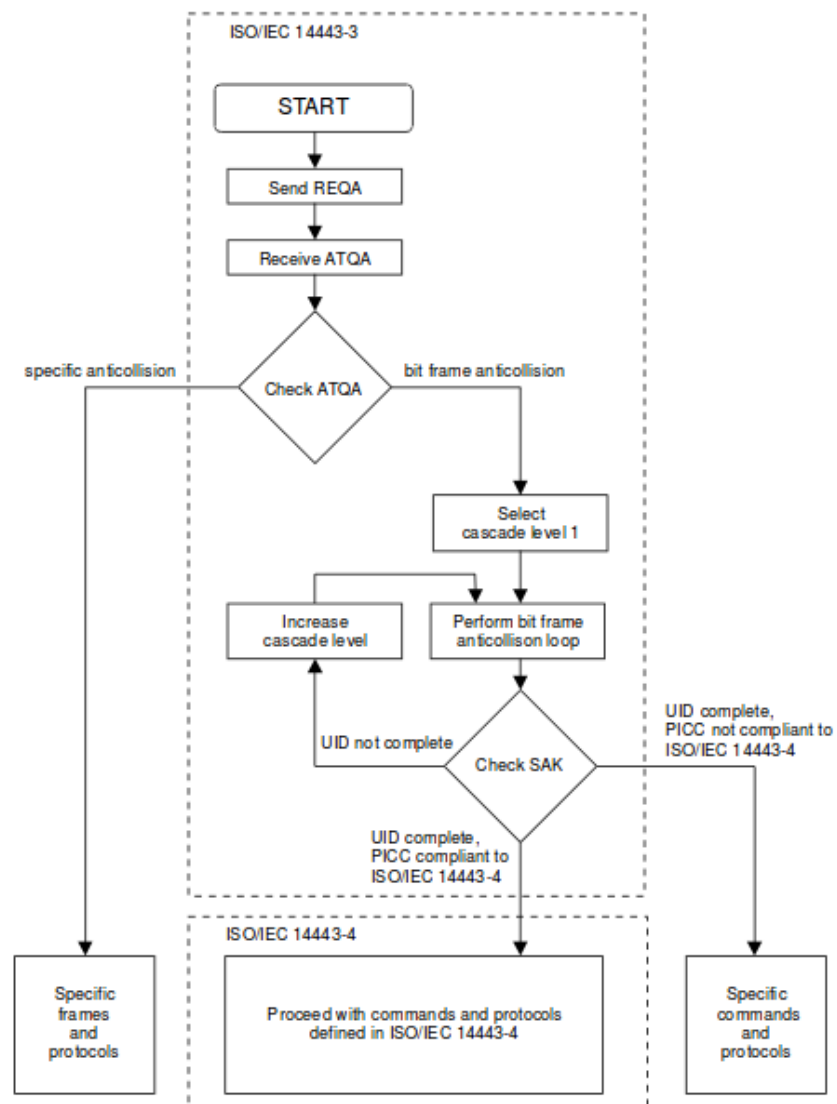 ISO/IEC 14443-3
START
Send REQA
Receive ATQA
specific anticollision
Check ATQA
bit frame anticollision
Select
cascade level 1
Increase
cascade level
Perform bit frame
anticollison loop
UID not complete
Check SAK
UID complete,
PICC not compliant to
ISO/IEC 14443-4
UID complete,
PICC compliant to
ISO/IEC 14443-4
ISO/IEC 14443-4
Specific
frames
and
protocols
Proceed with commands and protocols
defined in ISO/IEC 14443-4
Specific
commands
and
protocols